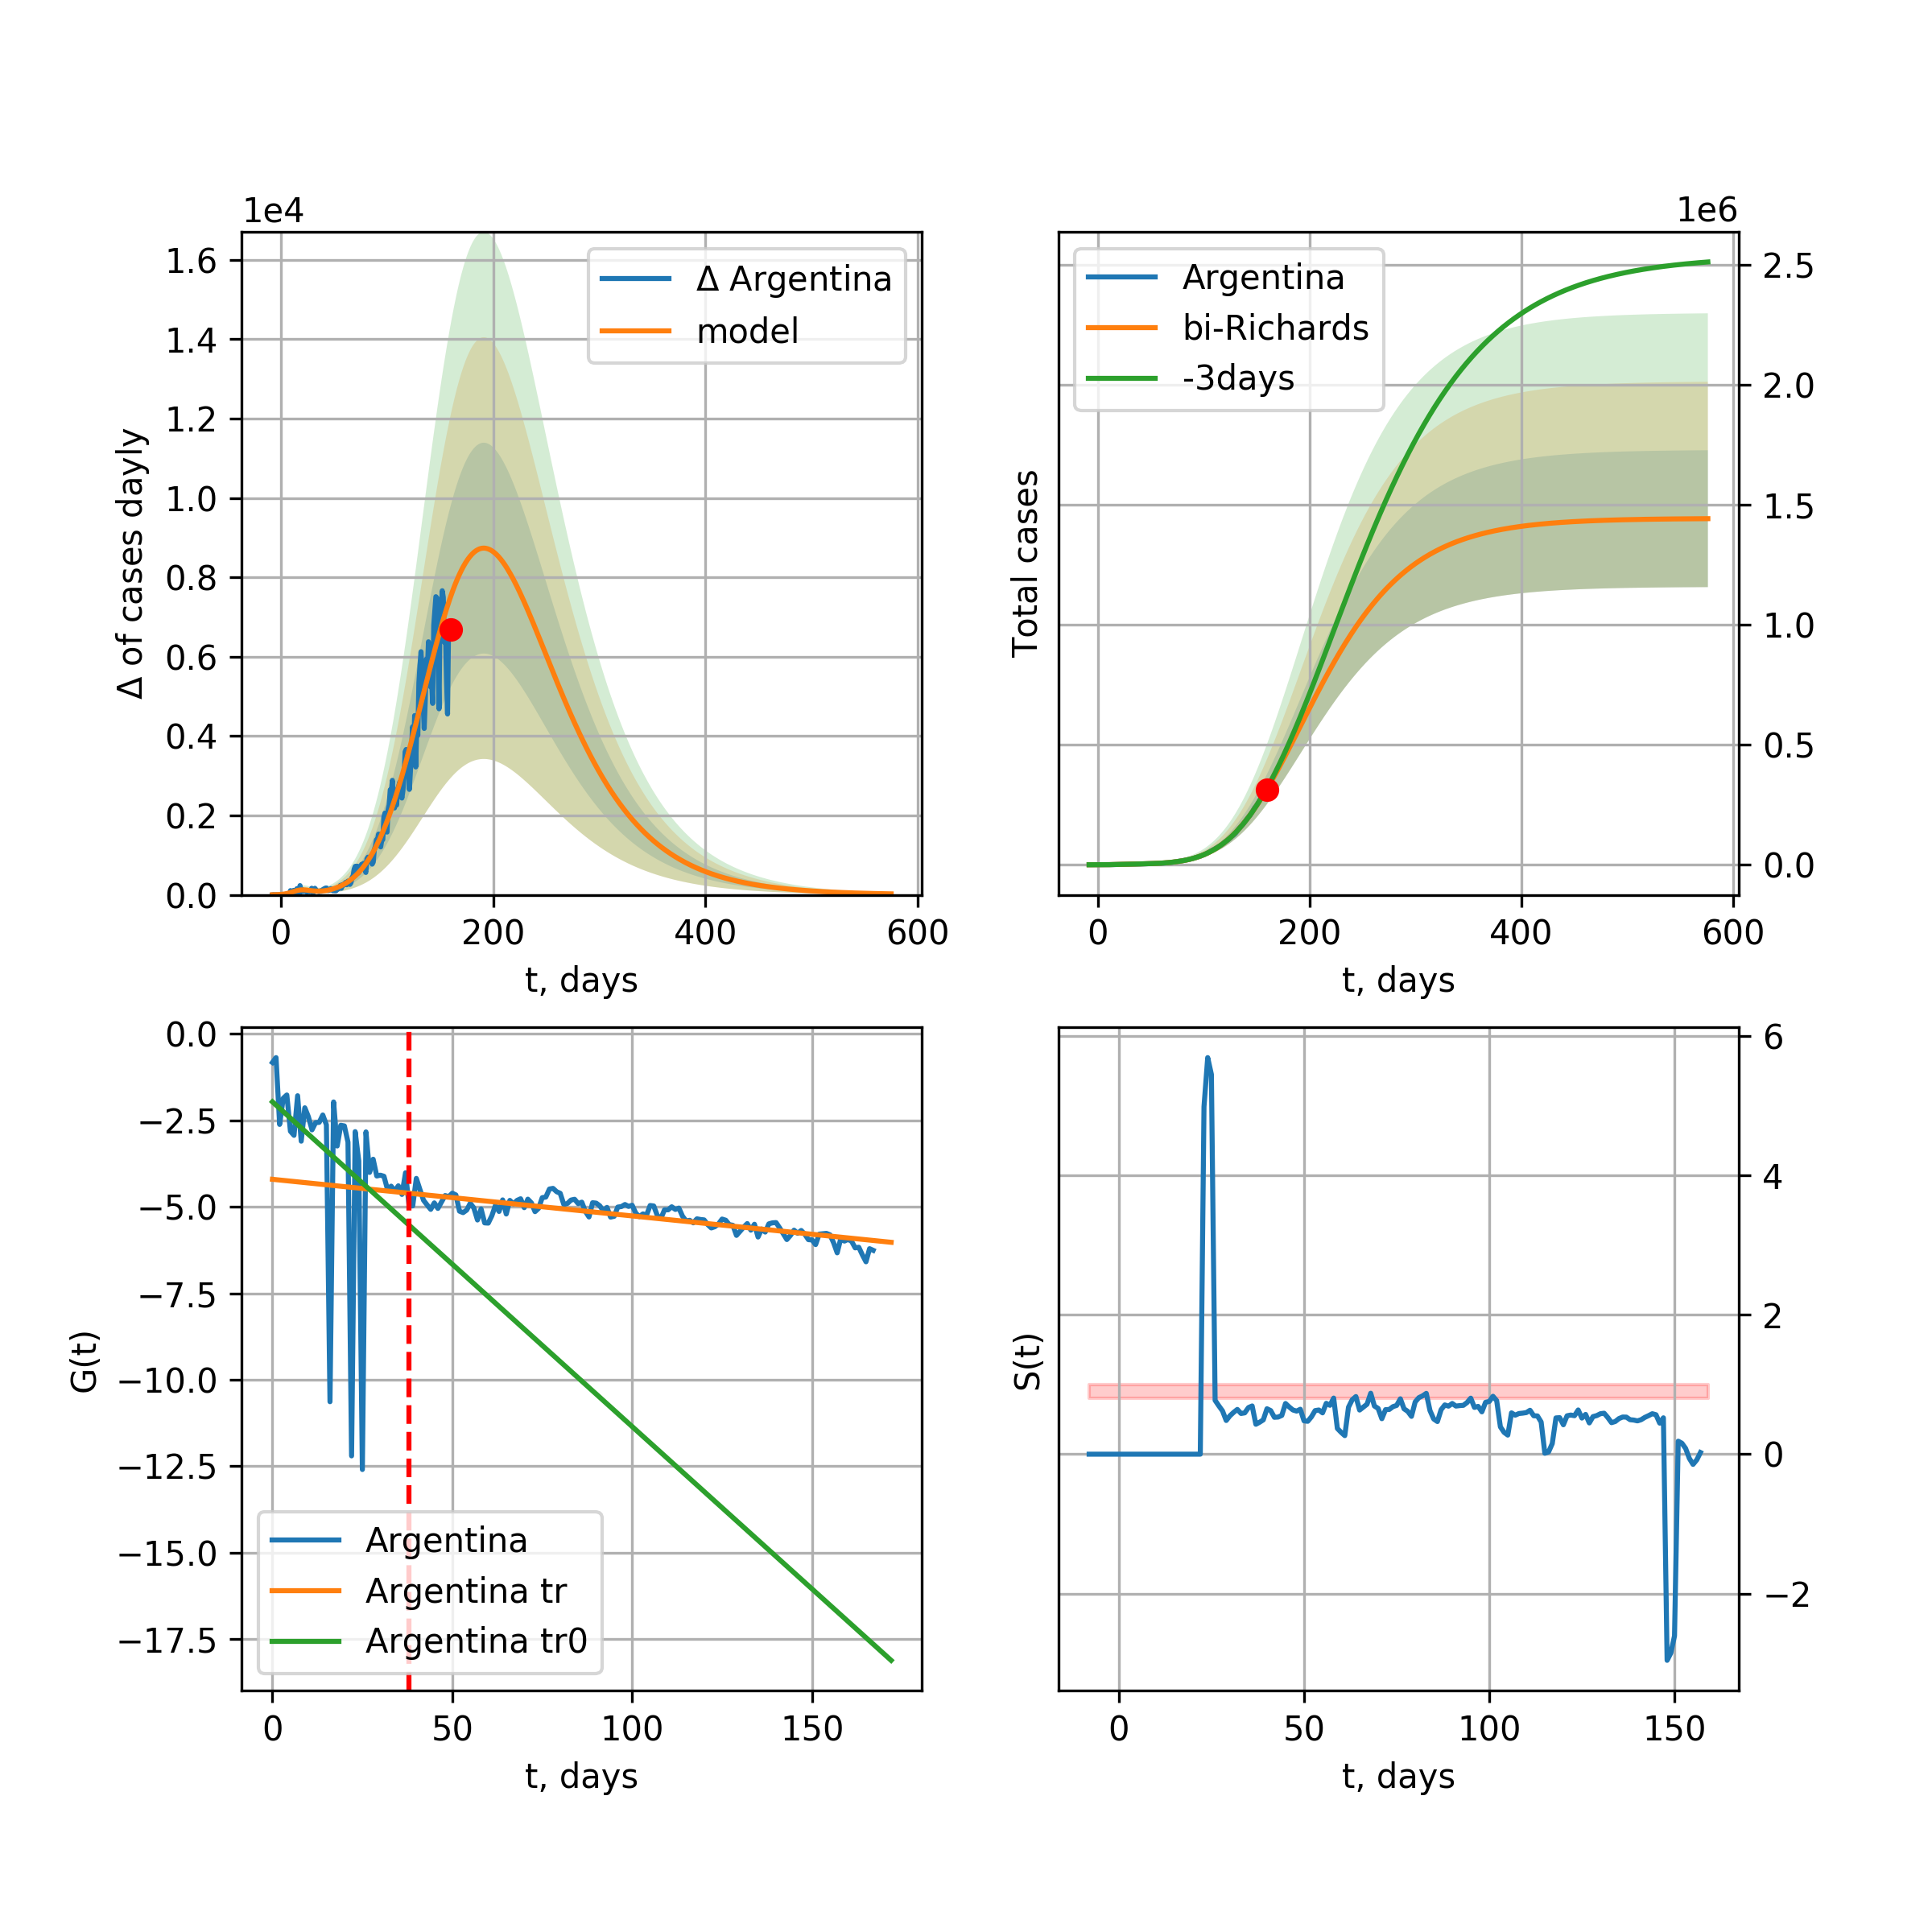 1e4
1.6
1.4
1.2
1.0
0.8
0.6
0.4
0.2
0.0
Δ of cases dayly
Δ Argentina
model
0 200 400 600
t, days
1e6
2.5
2.0
1.5
1.0
0.5
0.0
Total cases
Argentina
bi-Richards
-3days
0 200 400 600
t, days
0.0
−2.5
−5.0
−7.5
−10.0
−12.5
−15.0
−17.5
G(t)
Argentina
Argentina tr
Argentina tr0
0 50 100 150
t, days
6
4
2
0
−2
S(t)
0 50 100 150
t, days